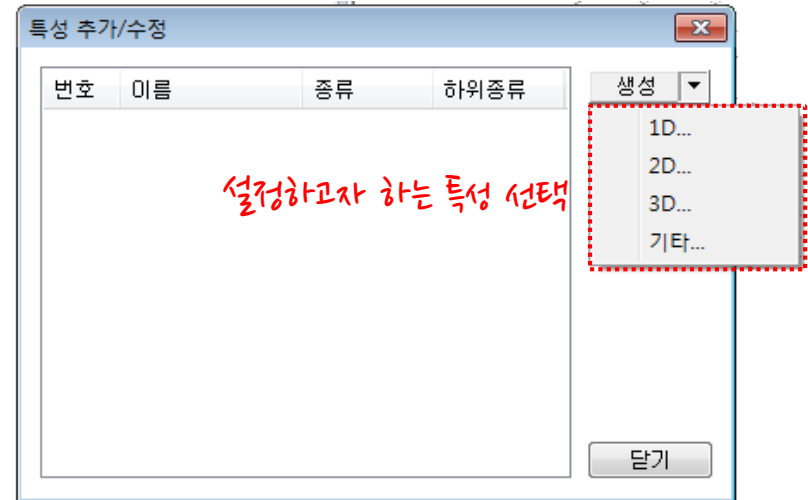 특성 추가/수정
번호 이름 종류 하위종류
생성
1D...
2D...
3D...
기타...
설정하고자 하는 특성 선택
닫기